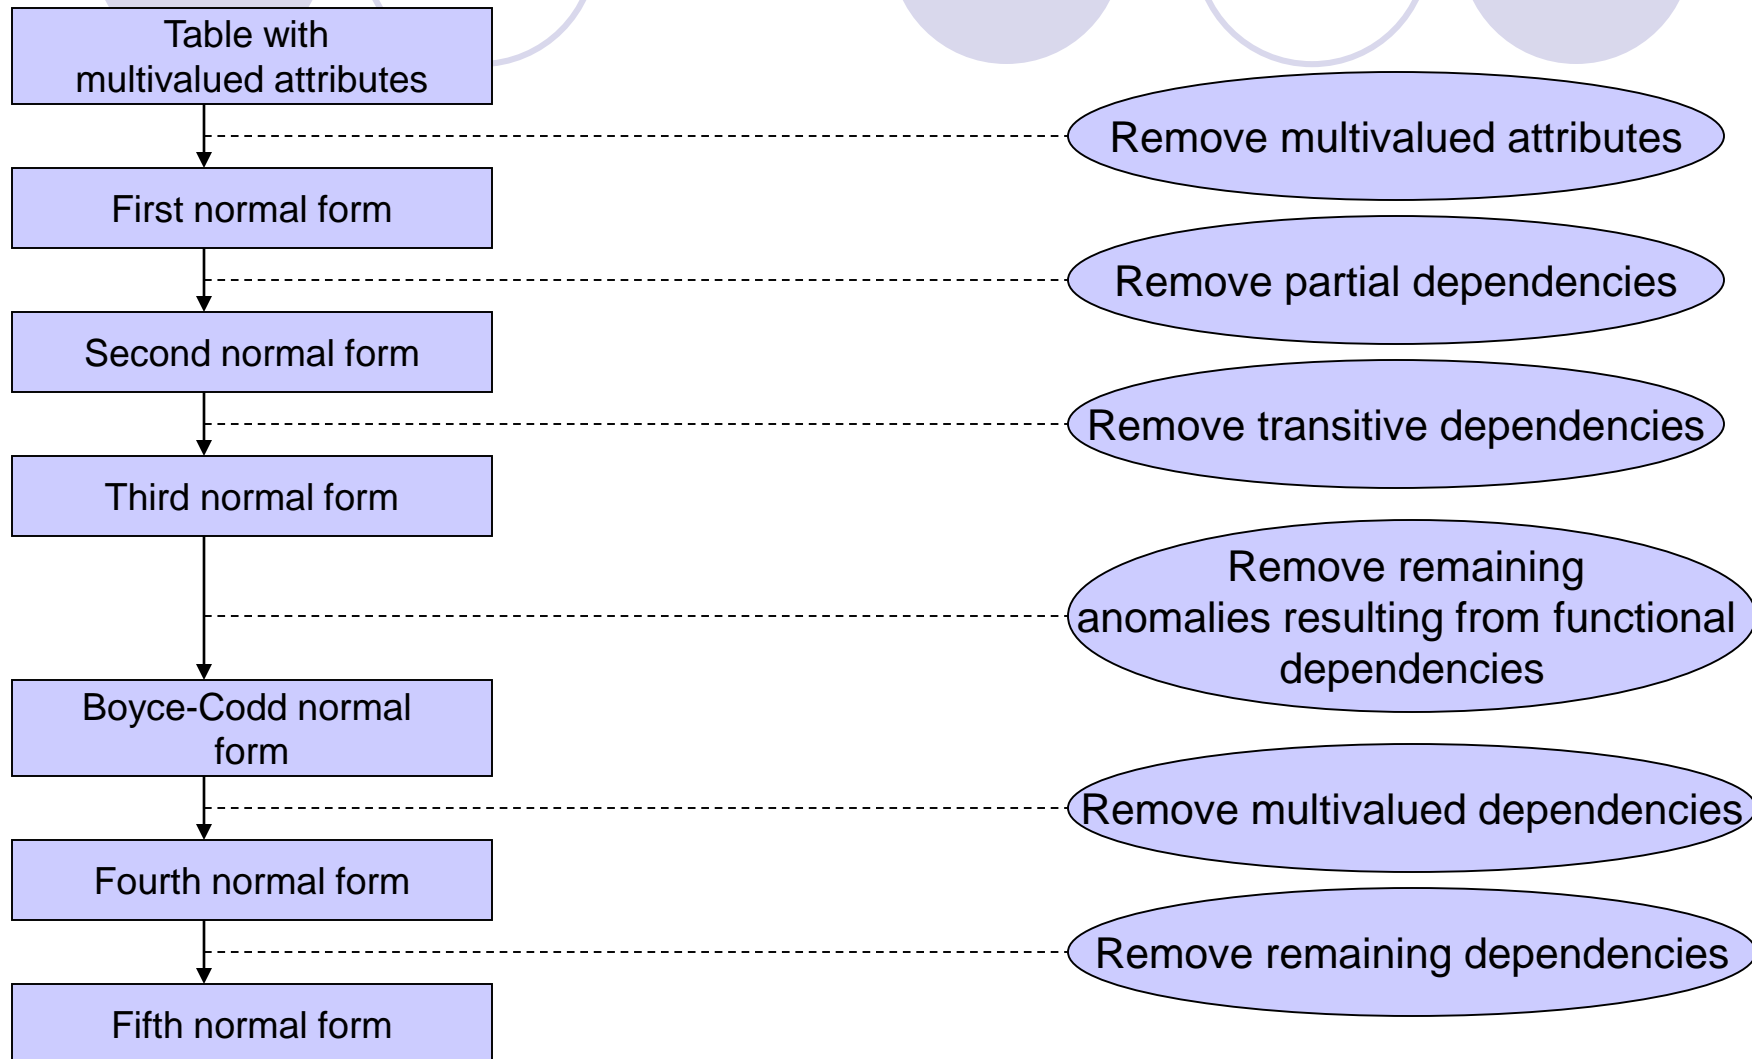 Table with
multivalued attributes
Remove multivalued attributes
First normal form
Remove partial dependencies
Second normal form
Remove transitive dependencies
Third normal form
Remove remaining
anomalies resulting from functional
dependencies
Boyce-Codd normal
form
Remove multivalued dependencies
Fourth normal form
Remove remaining dependencies
Fifth normal form